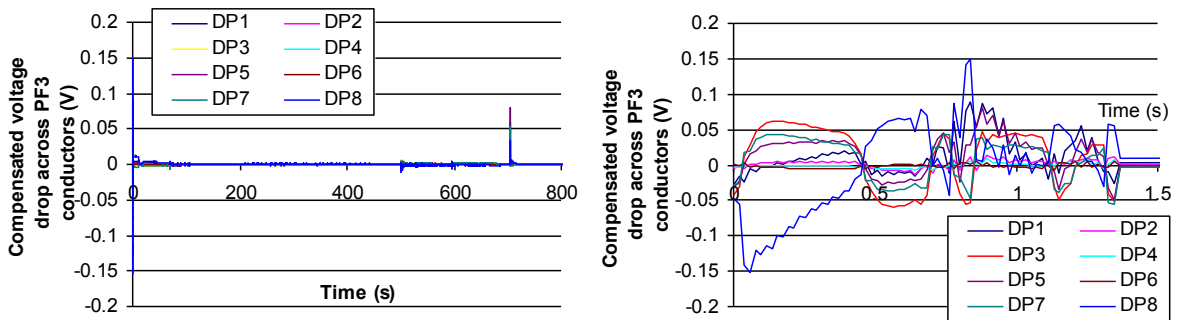 Compensated voltage
drop across PF3
conductors (V)
0.2
0.15
0.1
0.05
0
-0.05
-0.1
-0.15
-0.2
DP1 DP2
DP3 DP4
DP5 DP6
DP7 DP8
0 200 400 600 800
Time (s)
Compensated voltage
drop across PF3
conductors (V)
0.2
0.15
0.1
0.05
0
-0.05
-0.1
-0.15
-0.2
Time (s)
0 0.5 1 1.5
DP1 DP2
DP3 DP4
DP5 DP6
DP7 DP8